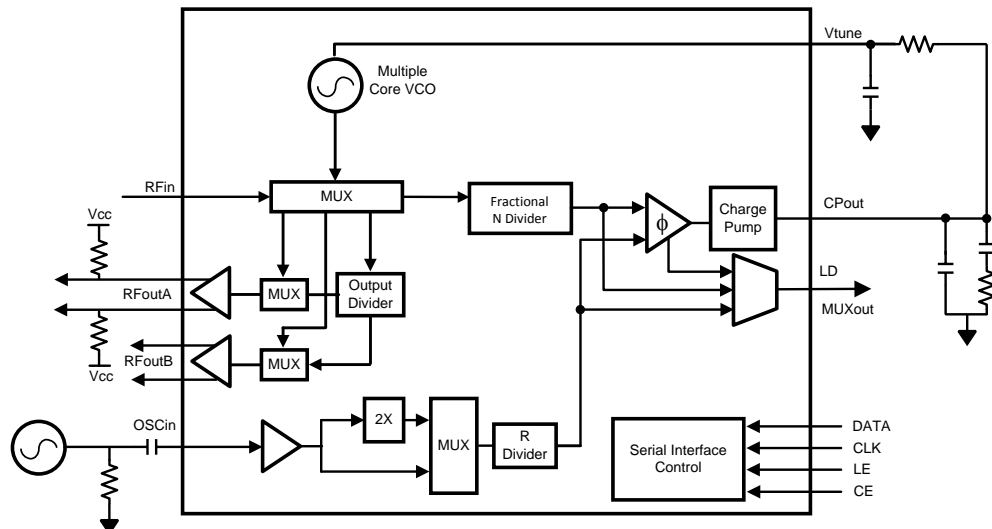 Vtune
Multiple
Core VCO
RFin
MUX
Fractional
N Divider
ϕ
Charge
Pump
CPout
Vcc
RFoutA
MUX
Output
Divider
LD
MUXout
RFoutB
MUX
Vcc
OSCin
2X
MUX
R
Divider
Serial Interface
Control
DATA
CLK
LE
CE